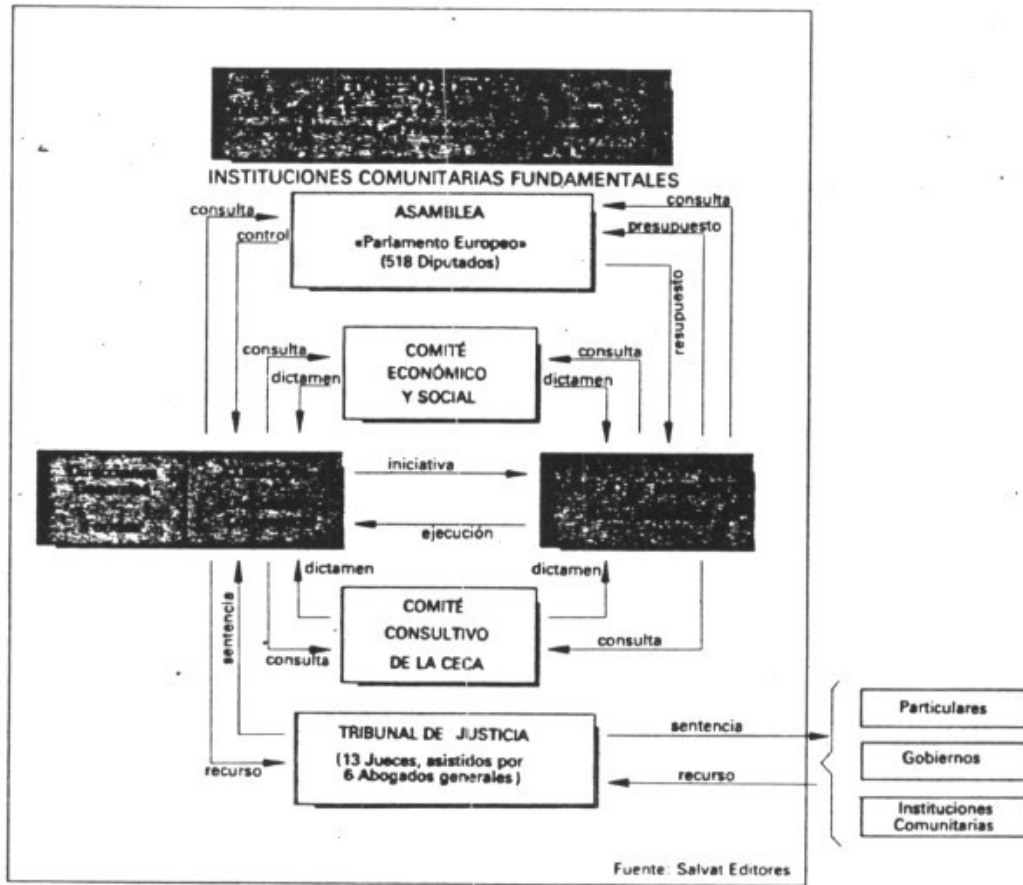 INSTITUCIONES COMUNITARIAS FUNDAMENTALES
consulta
ASAMBLEA
consulta
control
«Parlamento Europeo»
(518 Diputados)
presupuesto
resupuesto
consulta
dictamen
COMITÉ
ECONÓMICO
Y SOCIAL
consulta
dictamen
iniciativa
ejecución
dictamen
dictamen
sentencia
consulta
COMITÉ
CONSULTIVO
DE LA CECA
consulta
TRIBUNAL DE JUSTICIA
(13 Jueces, asistidos por
6 Abogados generales)
recurso
sentencia
recurso
Particulares
Gobiernos
Instituciones
Comunitarias
Fuente: Salvat Editores